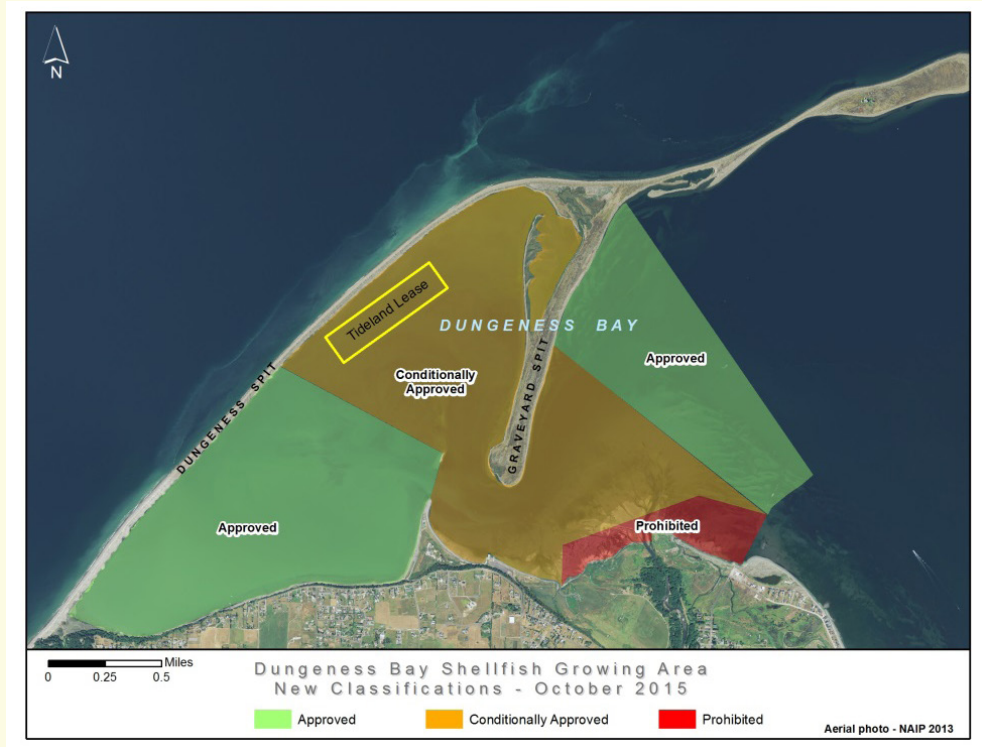 N
Tideland Lease
DUNGENESS BAY
Conditionally
Approved
Approved
GRAVEYARD SPIT
DUNGENESS SPIT
Approved
Prohibited
Miles
0 0.25 0.5
Dungeness Bay Shellfish Growing Area
New Classifications - October 2015
Approved Conditionally Approved Prohibited
Aerial photo - NAIP 2013